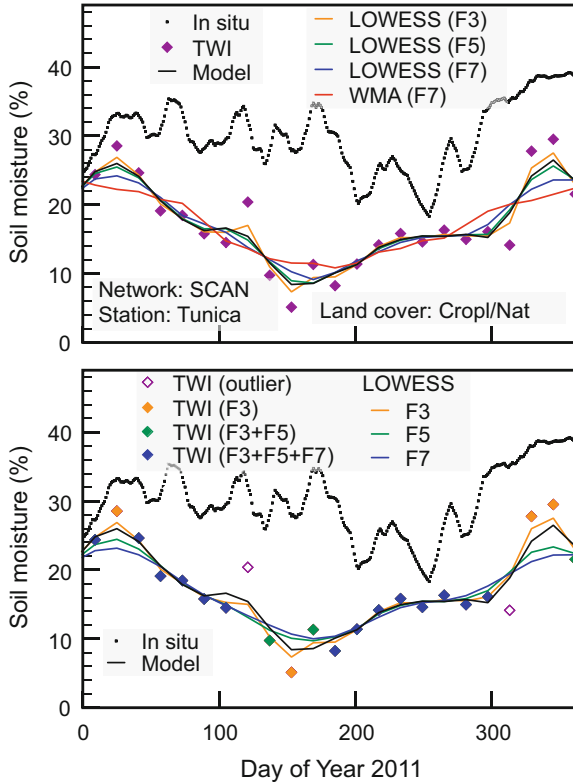 In situ
TWI
Model
LOWESS (F3)
LOWESS (F5)
LOWESS (F7)
WMA (F7)
40
30
20
10
0
Soil moisture (%)
Network: SCAN
Station: Tunica
Land cover: Cropl/Nat
TWI (outlier)
TWI (F3)
TWI (F3+F5)
TWI (F3+F5+F7)
LOWESS
F3
F5
F7
40
30
20
10
0
Soil moisture (%)
In situ
Model
0
100
200
300
Day of Year 2011